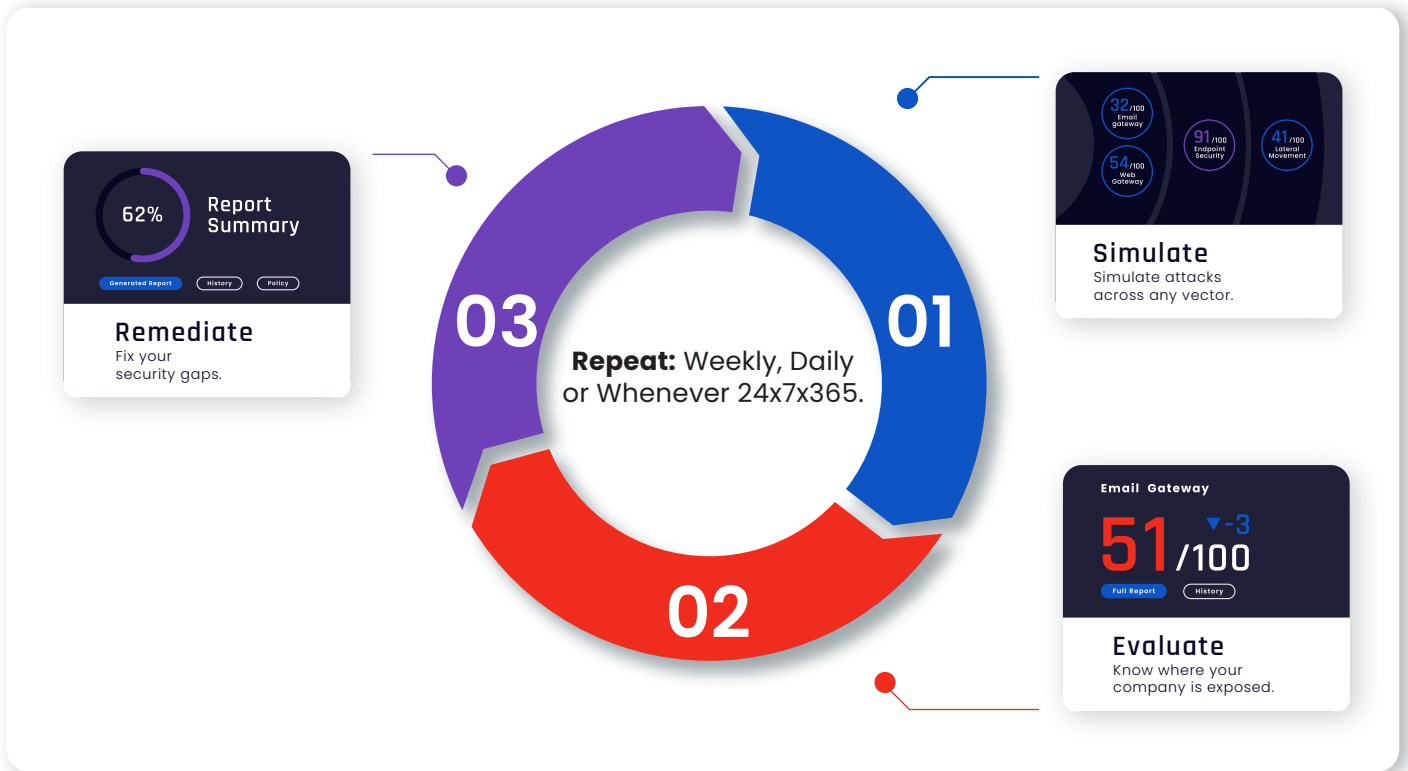 32/100
Email
gateway
54/100
Web
Gateway
91/100
Endpoint
Security
41/100
Lateral
Movement
Simulate
Simulate attacks
across any vector.
62%
Report
Summary
Generated Report
History
Policy
Remediate
Fix your
security gaps.
03
01
Repeat: Weekly, Daily
or Whenever 24x7x365.
02
Email Gateway
51/100
▼-3
Full Report
History
Evaluate
Know where your
company is exposed.